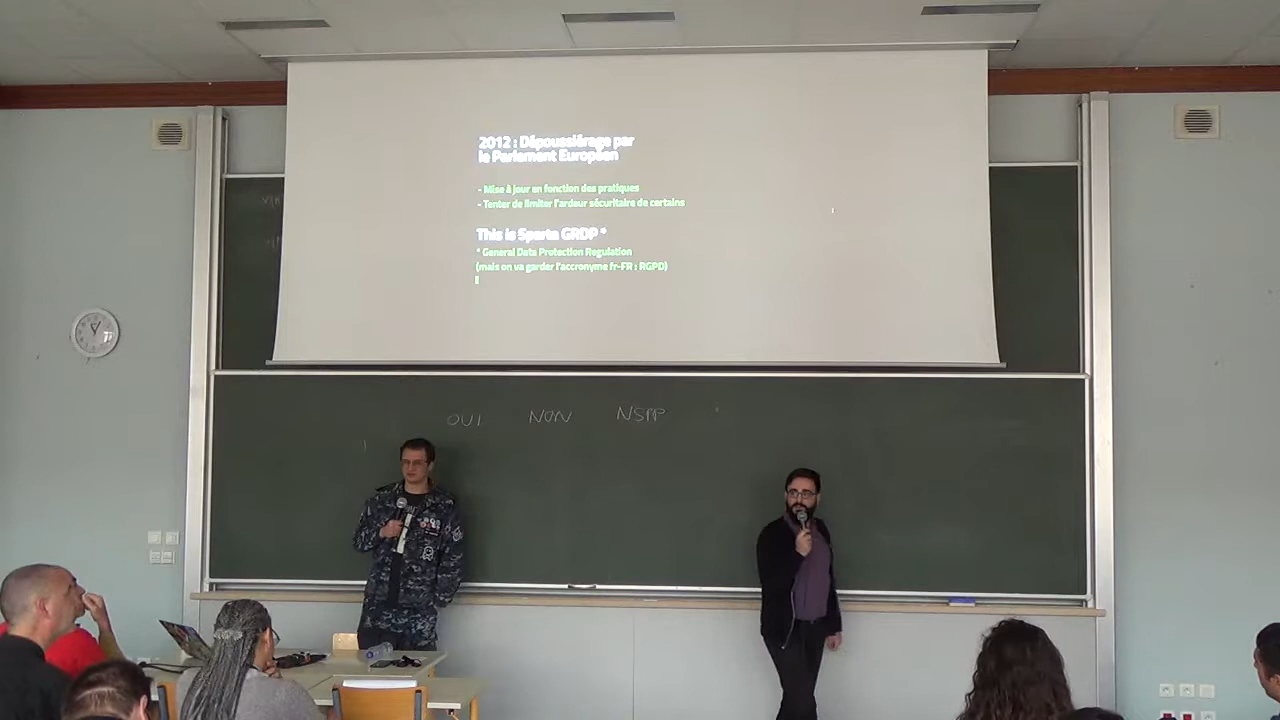 2012 : Dépoussiérage par
le Parlement Européen
- Mise à jour en fonction des pratiques
- Tenter de limiter l'ardeur sécuritaire de certains
This is Sparta GRDP *
* General Data Protection Regulation
(mais on va garder l'accronyme fr-FR : RGPD)
OUI NON NSPP